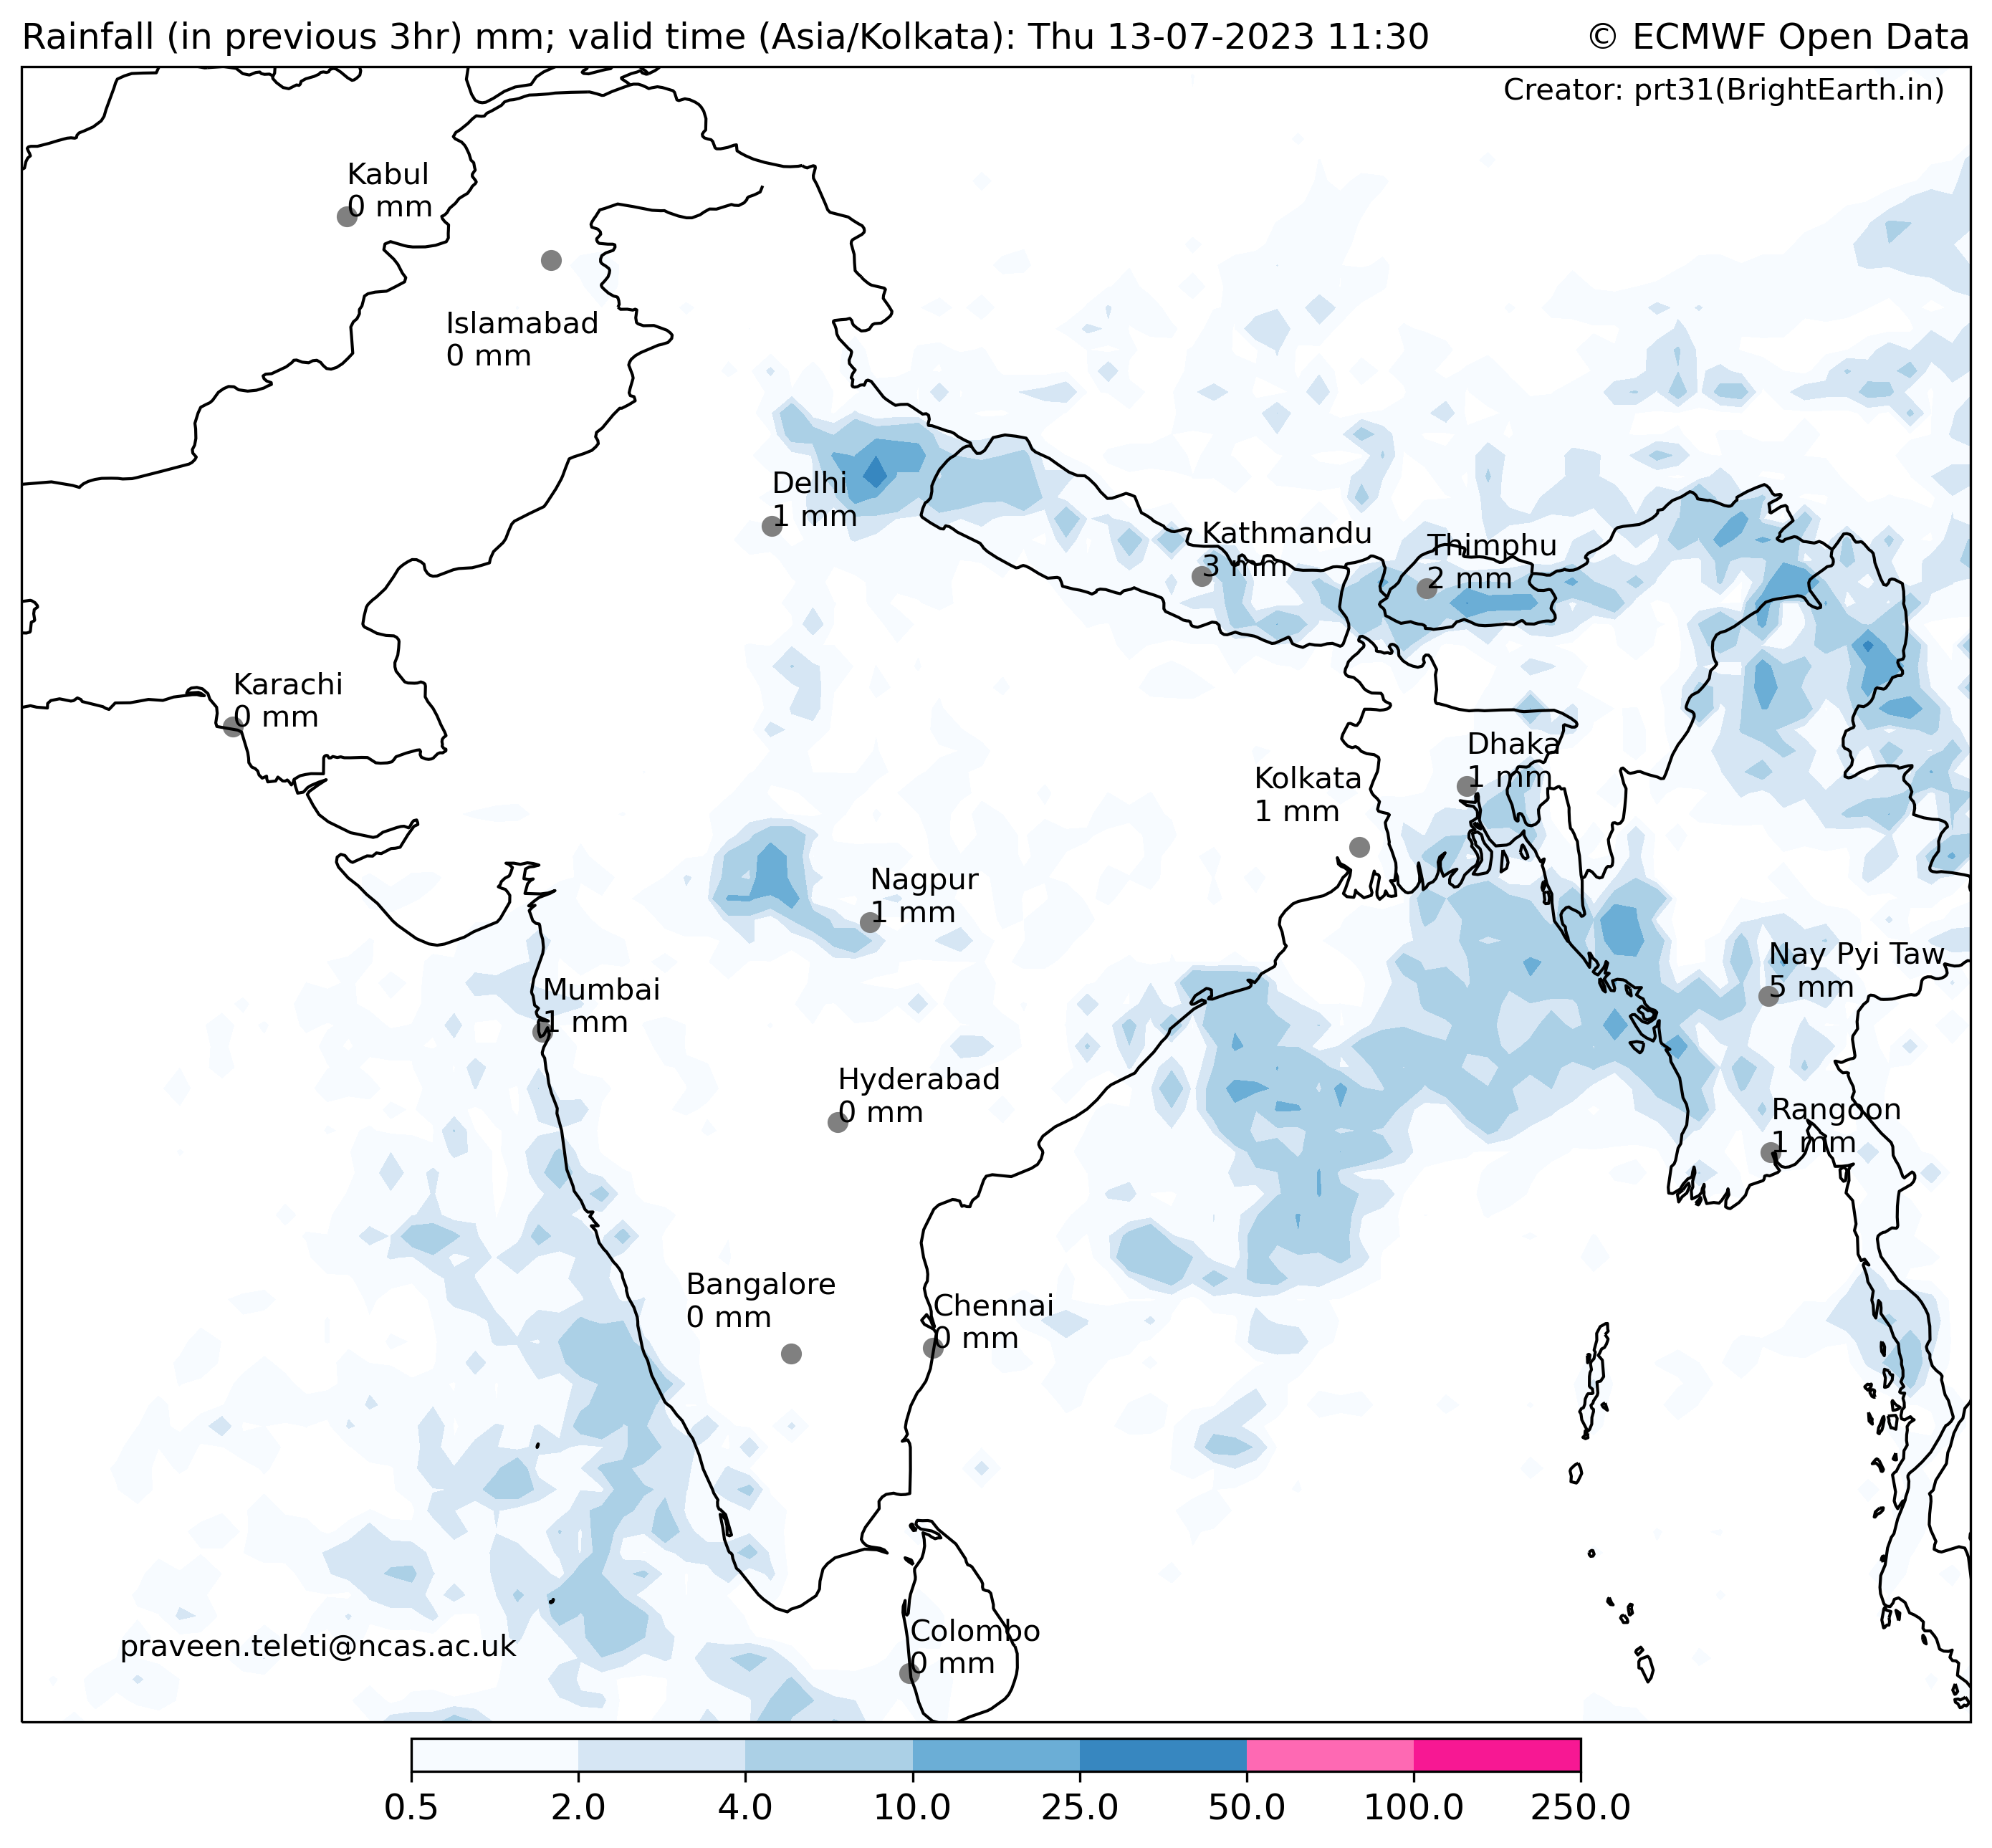 Rainfall (in previous 3hr) mm; valid time (Asia/Kolkata): Thu 13-07-2023 11:30
© ECMWF Open Data
Creator: prt31(BrightEarth.in)
Kabul
0 mm
Islamabad
0 mm
Delhi
1 mm
Kathmandu
3 mm
Thimphu
2 mm
Karachi
0 mm
Dhaka
1 mm
Kolkata
1 mm
Nagpur
1 mm
Nay Pyi Taw
5 mm
Mumbai
1 mm
Hyderabad
0 mm
Rangoon
1 mm
Bangalore
0 mm
Chennai
0 mm
Colombo
0 mm
praveen.teleti@ncas.ac.uk
0.5 2.0 4.0 10.0 25.0 50.0 100.0 250.0